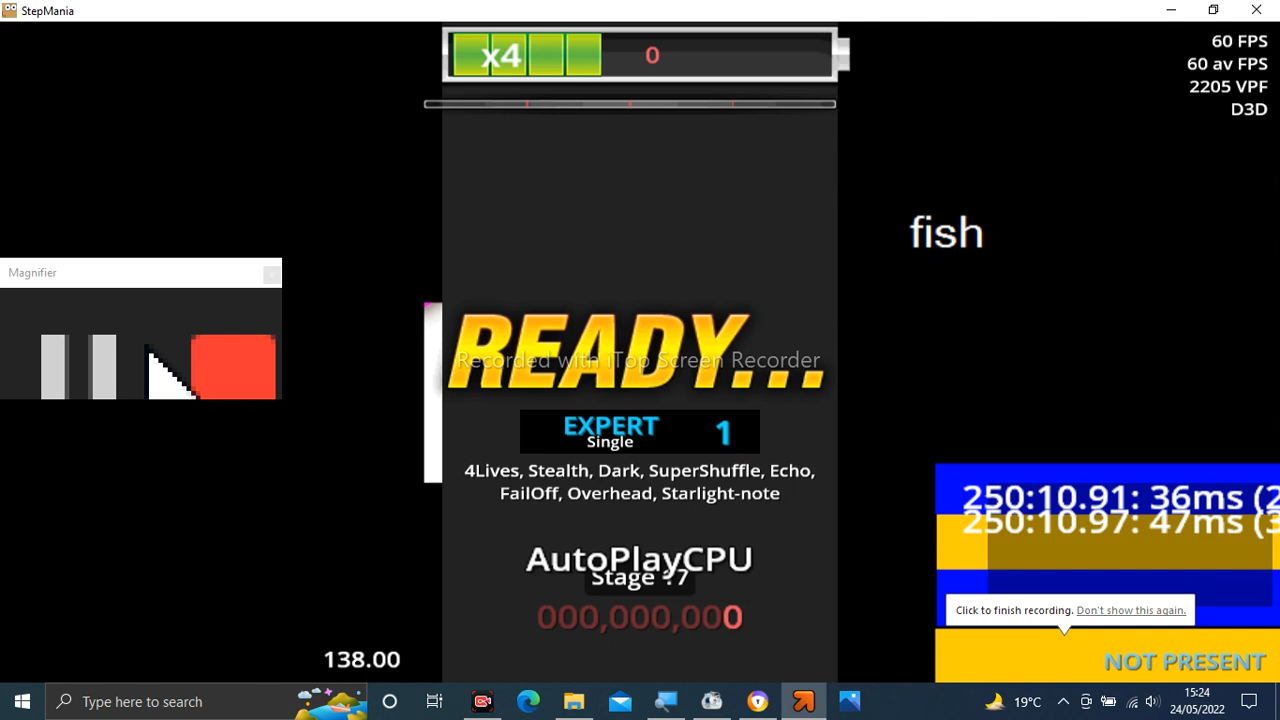 StepMania
x4
0
60 FPS
60 av FPS
2205 VPF
D3D
fish
Magnifier
READY...
Recorded with iTop Screen Recorder
EXPERT 1
Single
4Lives, Stealth, Dark, SuperShuffle, Echo,
FailOff, Overhead, Starlight-note
AutoPlayCPU
Stage
000,000,000
250:10.91: 36ms (2
250:10.97: 47ms (3
Click to finish recording. Don't show this again.
138.00
NOT PRESENT
Type here to search
19°C
15:24
24/05/2022